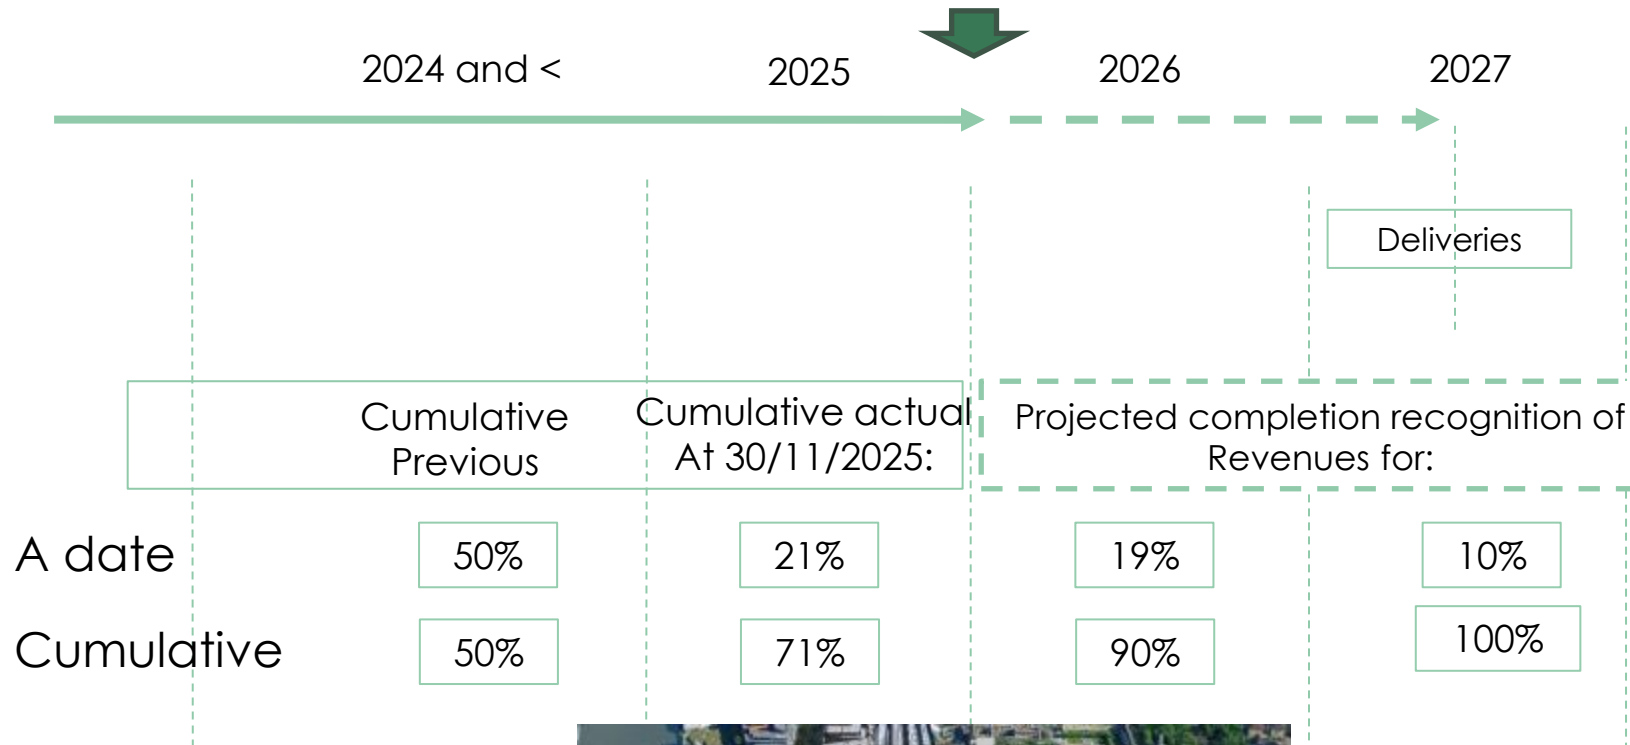 2024 and <
2025
2026
2027
Deliveries
Cumulative
Previous
Cumulative actual
At 30/11/2025:
Projected completion recognition of
Revenues for:
A date
50%
21%
19%
10%
Cumulative
50%
71%
90%
100%